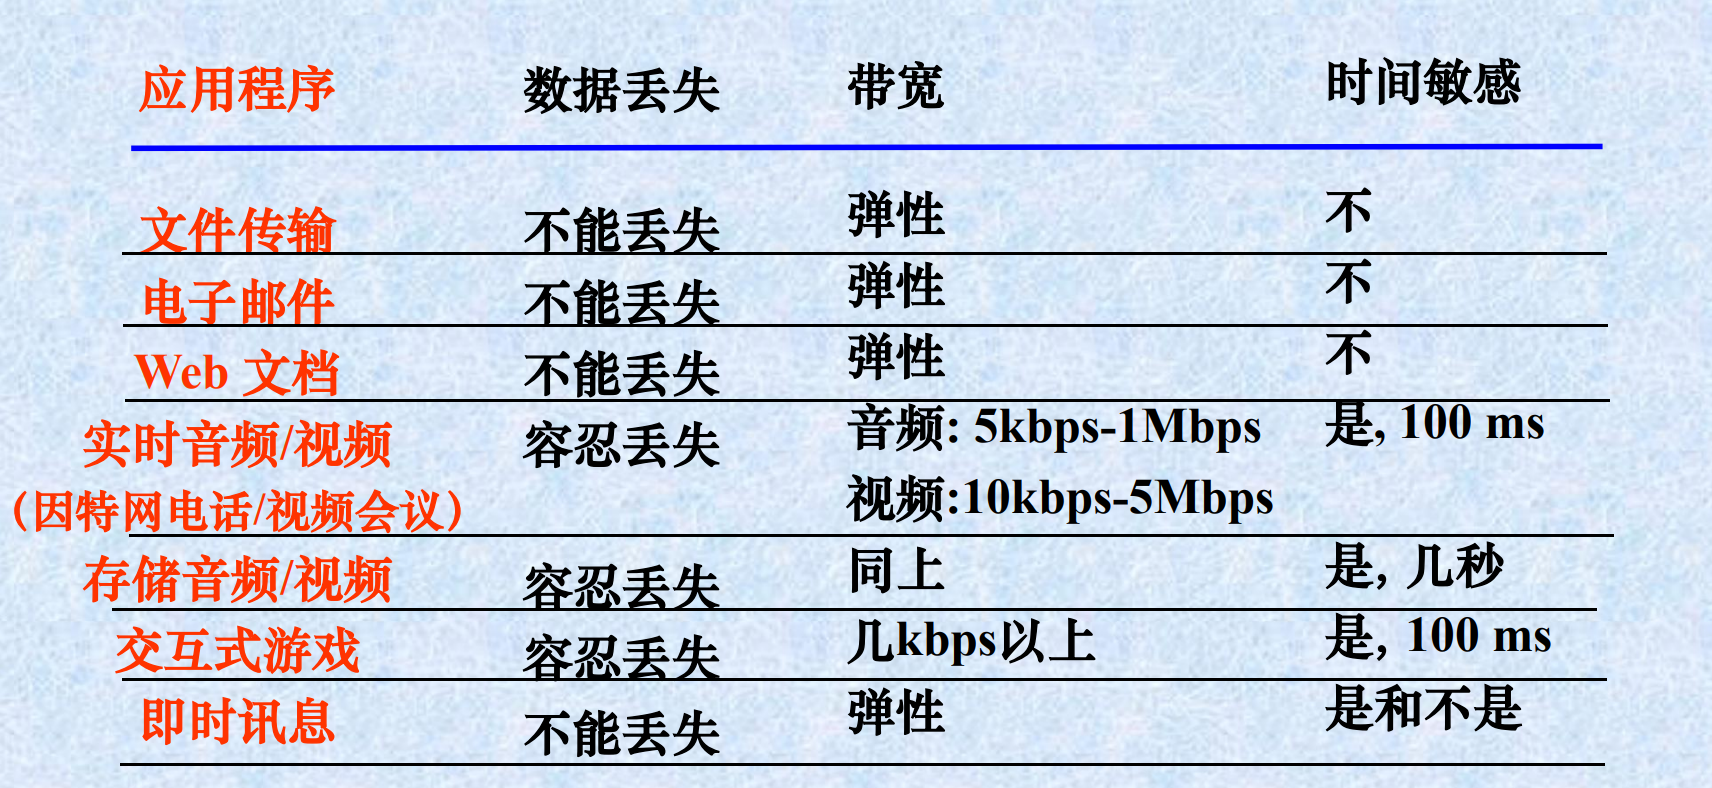 应用程序 数据丢失 带宽 时间敏感
文件传输 不能丢失 弹性 不
电子邮件 不能丢失 弹性 不
Web 文档 不能丢失 弹性 不
实时音频/视频 容忍丢失 音频: 5kbps-1Mbps 是, 100 ms
（因特网电话/视频会议） 视频:10kbps-5Mbps
存储音频/视频 容忍丢失 同上 是, 几秒
交互式游戏 容忍丢失 几kbps以上 是, 100 ms
即时讯息 不能丢失 弹性 是和不是